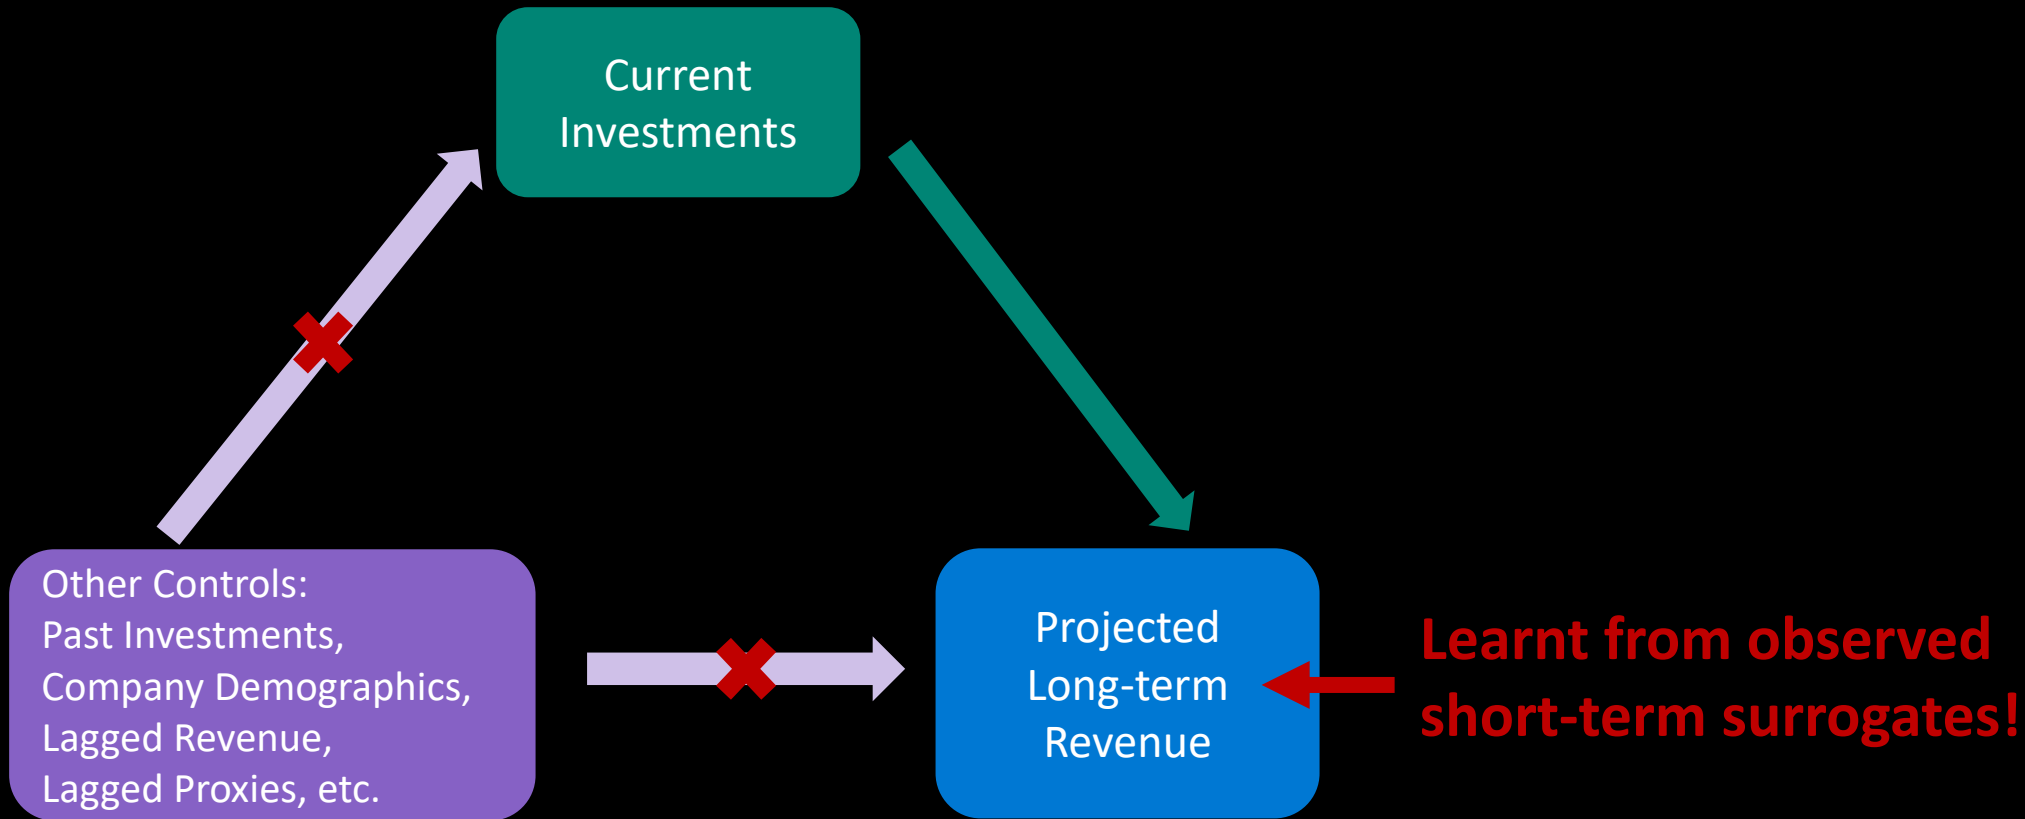 Current
Investments
Other Controls:
Past Investments,
Company Demographics,
Lagged Revenue,
Lagged Proxies, etc.
Projected
Long-term
Revenue
Learnt from observed
short-term surrogates!